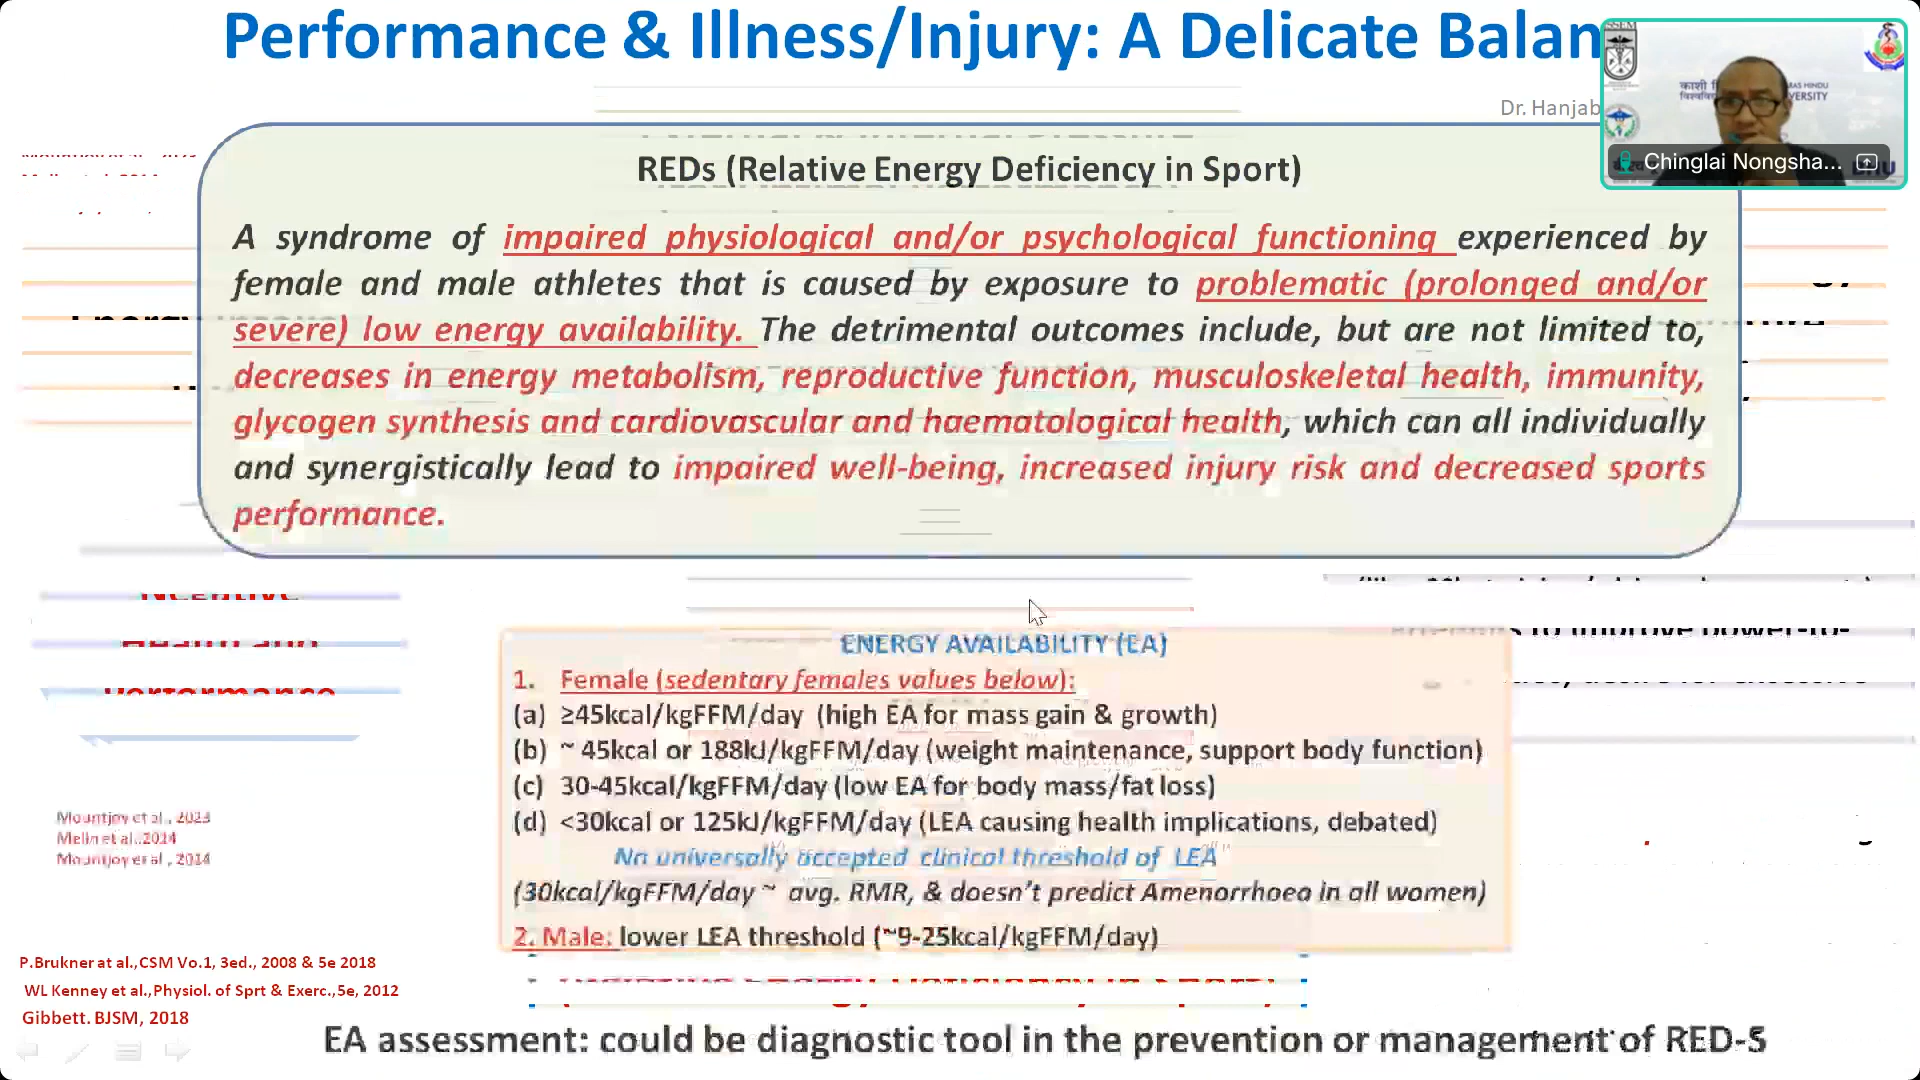 Performance & Illness/Injury: A Delicate Balan
Dr. Hanjab
काशी
VERSITY
Chinglai Nongsha...
REDs (Relative Energy Deficiency in Sport)
A syndrome of impaired physiological and/or psychological functioning experienced by
female and male athletes that is caused by exposure to problematic (prolonged and/or
severe) low energy availability. The detrimental outcomes include, but are not limited to,
decreases in energy metabolism, reproductive function, musculoskeletal health, immunity,
glycogen synthesis and cardiovascular and haematological health, which can all individually
and synergistically lead to impaired well-being, increased injury risk and decreased sports
performance.
Negative
Health and
Performance
ENERGY AVAILABILITY (EA)
1. Female (sedentary females values below):
(a) ≥45kcal/kgFFM/day (high EA for mass gain & growth)
(b) ~ 45kcal or 188kJ/kgFFM/day (weight maintenance, support body function)
(c) 30-45kcal/kgFFM/day (low EA for body mass/fat loss)
(d) <30kcal or 125kJ/kgFFM/day (LEA causing health implications, debated)
No universally accepted clinical threshold of LEA
(30kcal/kgFFM/day ~ avg. RMR, & doesn't predict Amenorrhoea in all women)
2. Male: lower LEA threshold (~9-25kcal/kgFFM/day)
Mountjoy et al., 2023
Melin et al.,2014
Mountjoy et al , 2014
P.Brukner at al.,CSM Vo.1, 3ed., 2008 & 5e 2018
WL Kenney et al.,Physiol. of Sprt & Exerc.,5e, 2012
Gibbett. BJSM, 2018
EA assessment: could be diagnostic tool in the prevention or management of RED-S